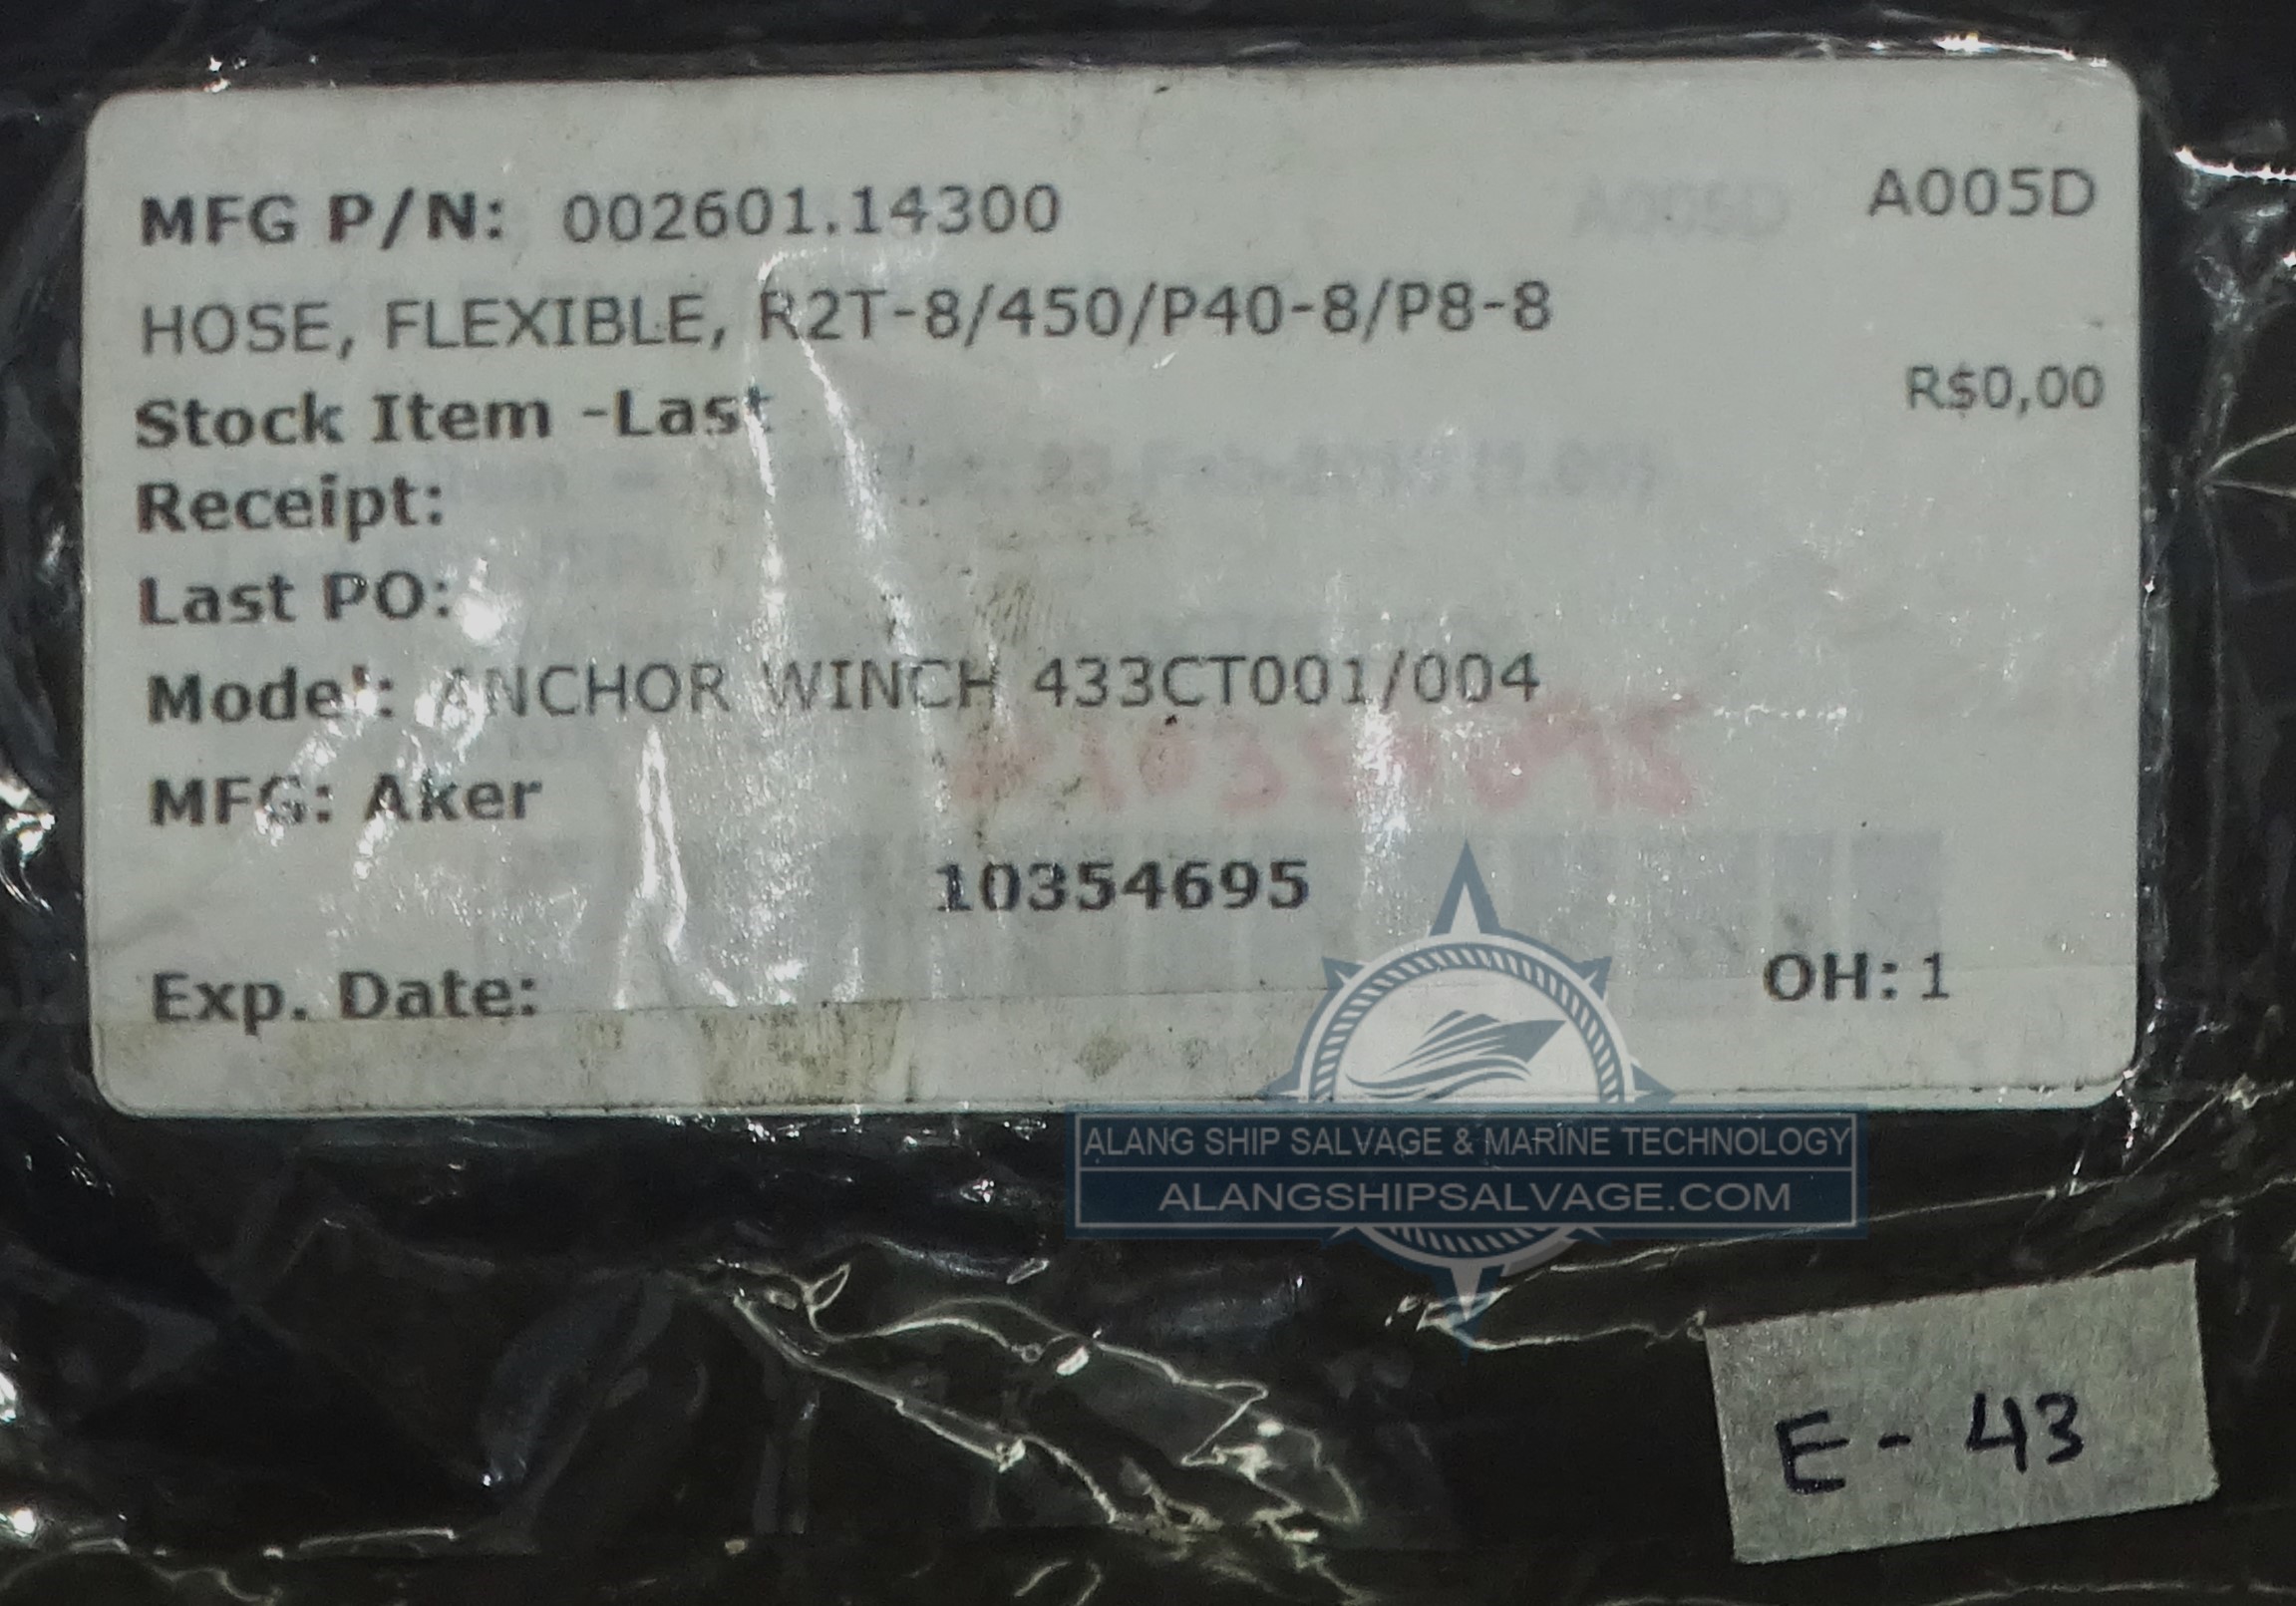 MFG P/N: 002601.14300 A005D
HOSE, FLEXIBLE, R2T-8/450/P40-8/P8-8
Stock Item -Last R$0,00
Receipt:
Last PO:
Model: ANCHOR WINCH 433CT001/004
MFG: Aker
10354695
Exp. Date: OH: 1
ALANG SHIP SALVAGE & MARINE TECHNOLOGY
ALANGSHIPSALVAGE.COM
E - 43